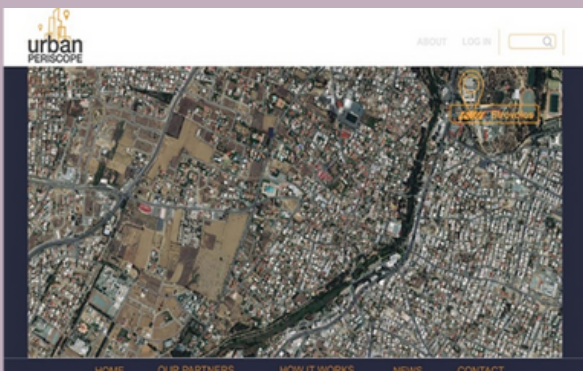 urban
PERISCOPE
ABOUT LOG IN
HOME OUR PARTNERS HOW IT WORKS NEWS CONTACT